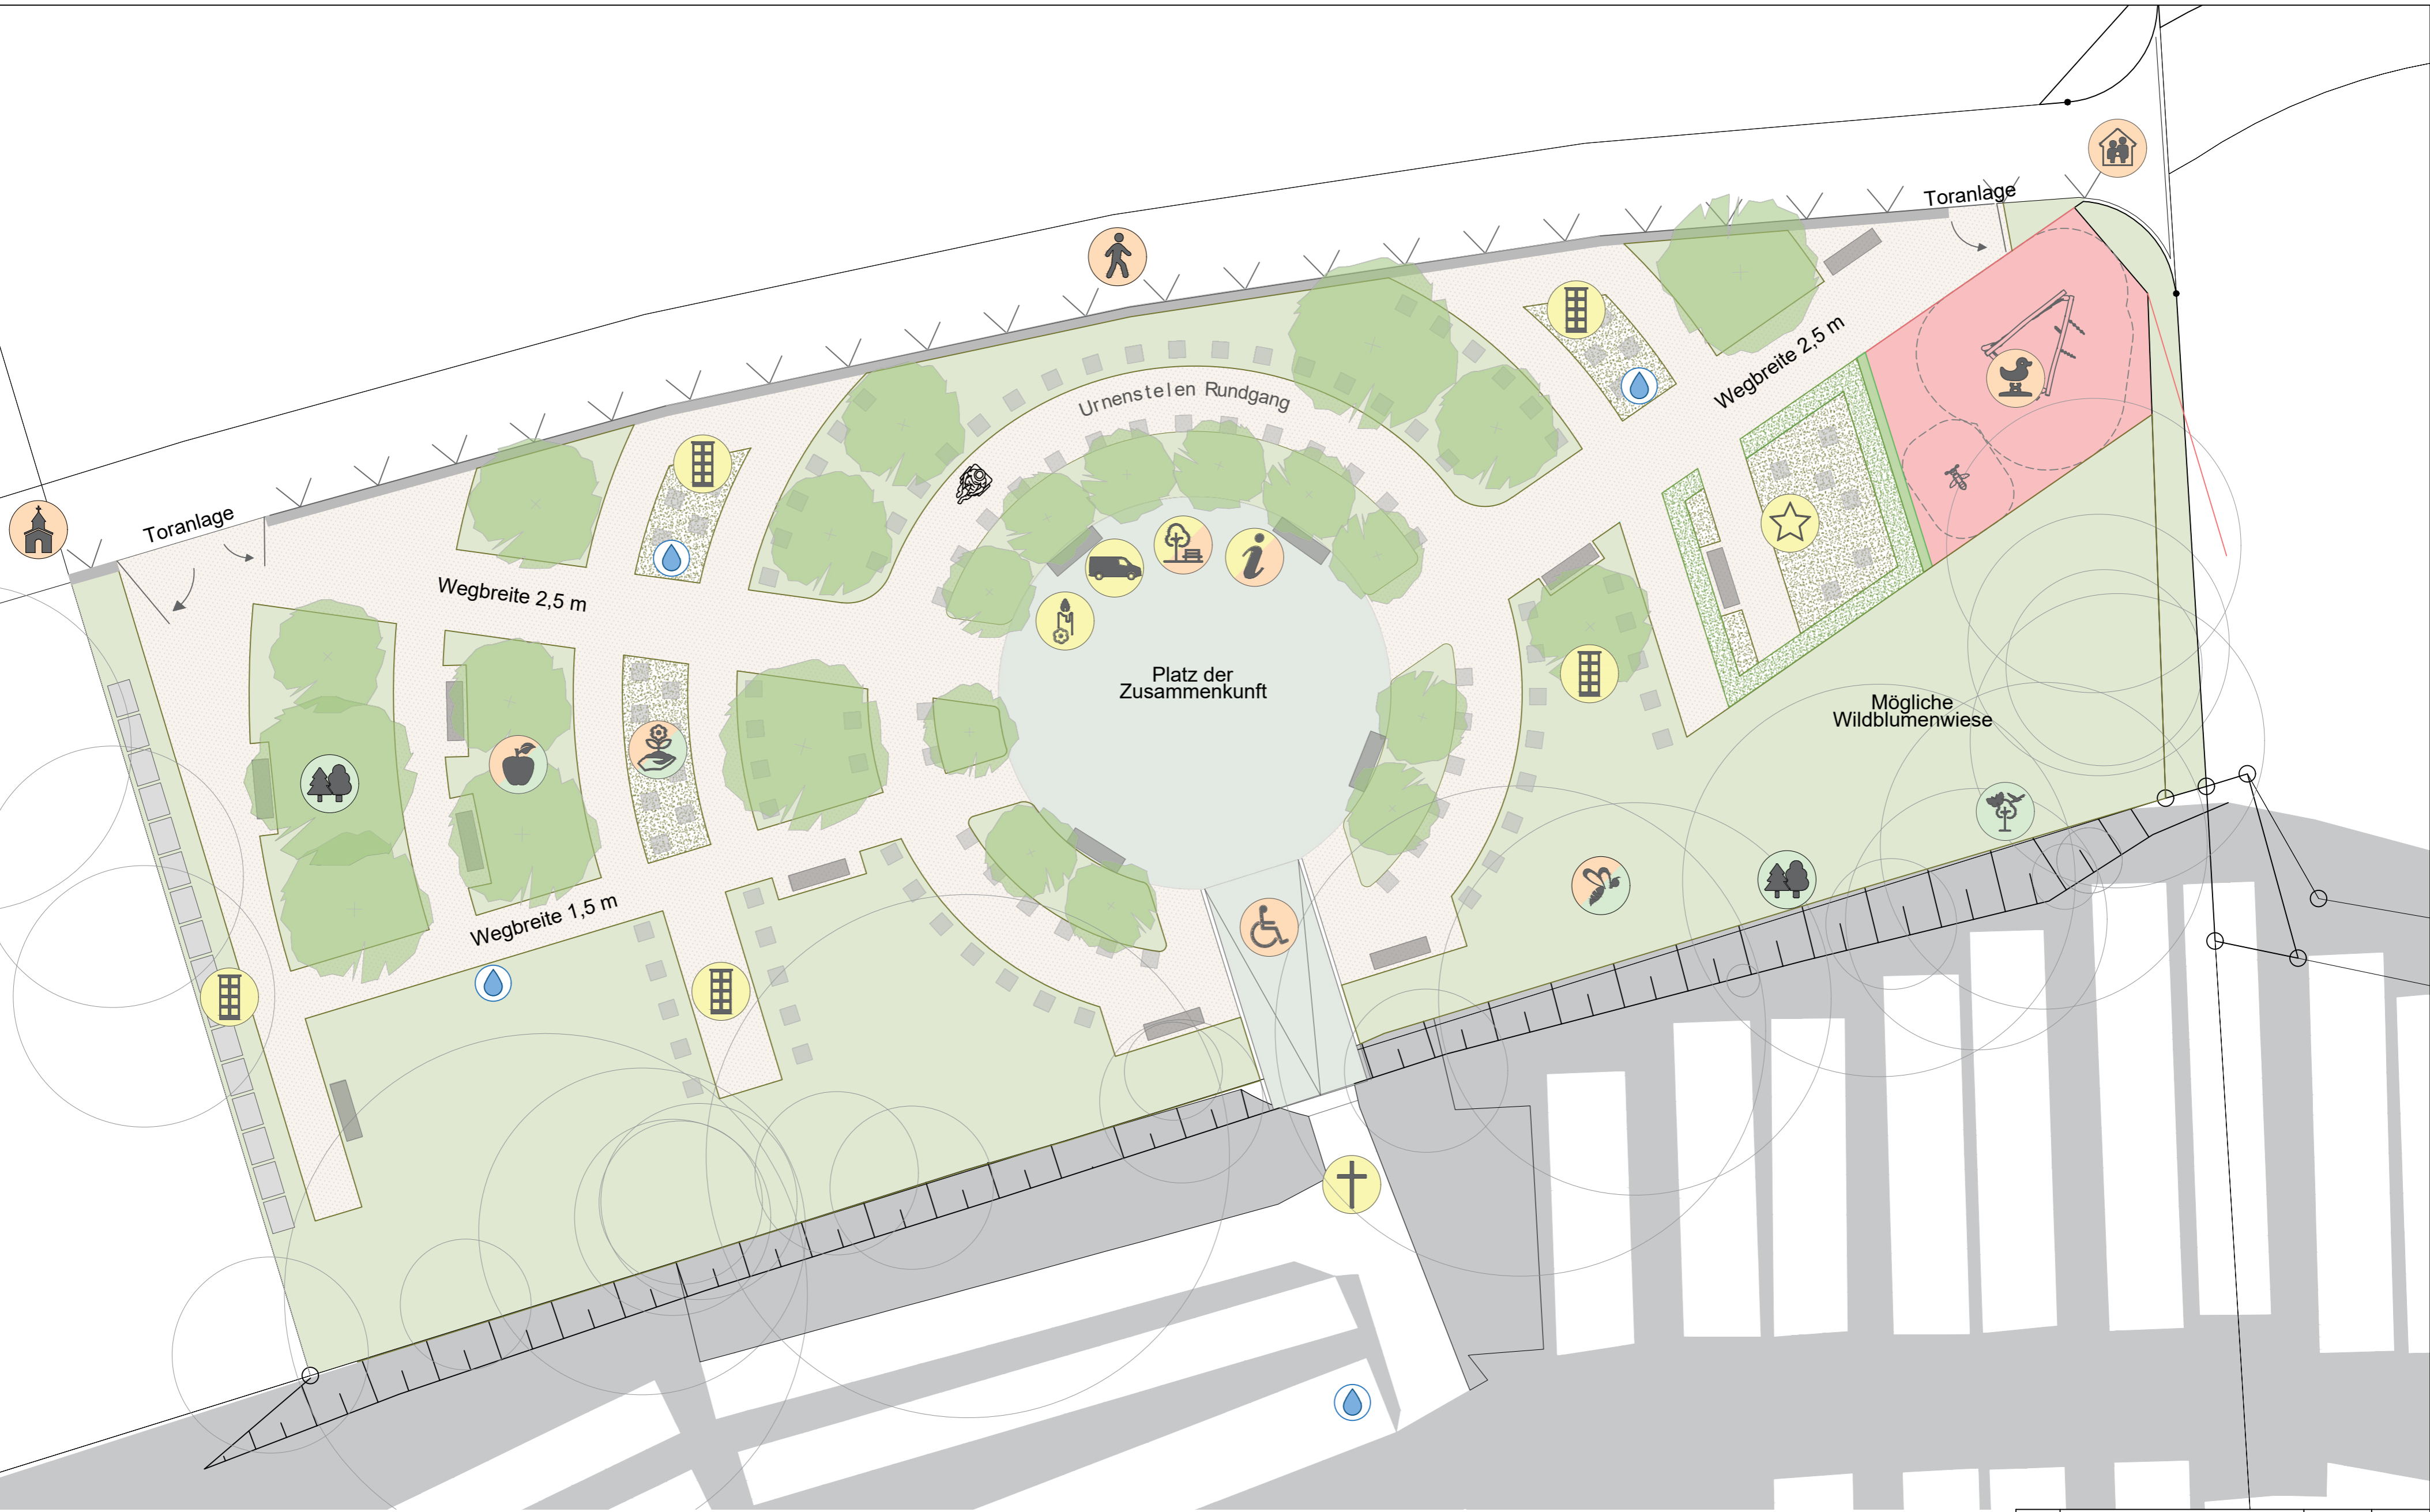 Toranlage
Toranlage
Urnenstelen Rundgang
Wegbreite 2,5 m
Wegbreite 2,5 m
Platz der
Zusammenkunft
Mögliche
Wildblumenwiese
Wegbreite 1,5 m